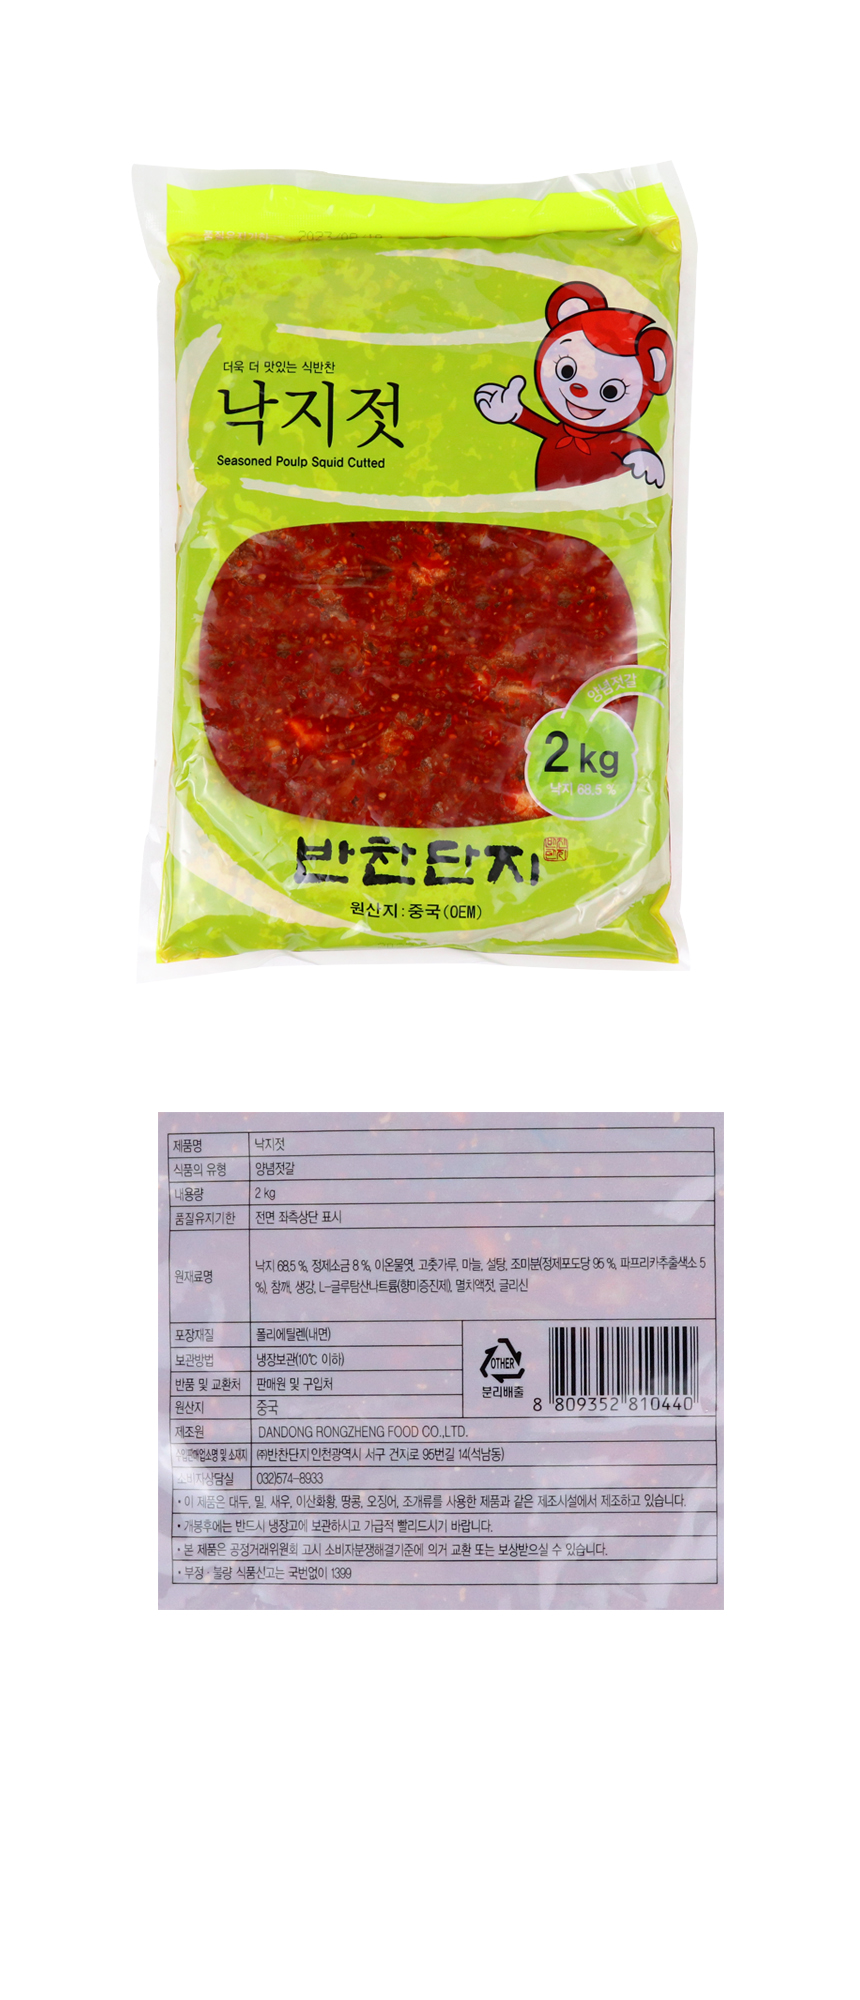 2023/09/19
더욱 더 맛있는 식반찬
낙지젓
Seasoned Poulp Squid Cutted
양념젓갈
2 kg
낙지 68.5 %
반찬단지
원산지:중국(OEM)
제품명 낙지젓
식품의 유형 양념젓갈
내용량 2 kg
품질유지기한 전면 좌측상단 표시
원재료명 낙지 68.5 %, 정제소금 8 %, 이온물엿, 고춧가루, 마늘, 설탕, 조미분(정제포도당 95 %, 파프리카추출색소 5
%), 참깨, 생강, L-글루탐산나트륨(향미증진제), 멸치액젓, 글리신
포장재질 폴리에틸렌(내면)
보관방법 냉장보관(10℃ 이하)
반품 및 교환처 판매원 및 구입처
원산지 중국
OTHER
분리배출
8 809352 810440
제조원 DANDONG RONGZHENG FOOD CO.,LTD.
수입판매업소명 및 소재지 ㈜반찬단지 인천광역시 서구 건지로 95번길 14(석남동)
소비자상담실 032)574-8933
• 이 제품은 대두, 밀, 새우, 이산화황, 땅콩, 오징어, 조개류를 사용한 제품과 같은 제조시설에서 제조하고 있습니다.
• 개봉후에는 반드시 냉장고에 보관하시고 가급적 빨리드시기 바랍니다.
• 본 제품은 공정거래위원회 고시 소비자분쟁해결기준에 의거 교환 또는 보상받으실 수 있습니다.
• 부정 · 불량 식품신고는 국번없이 1399